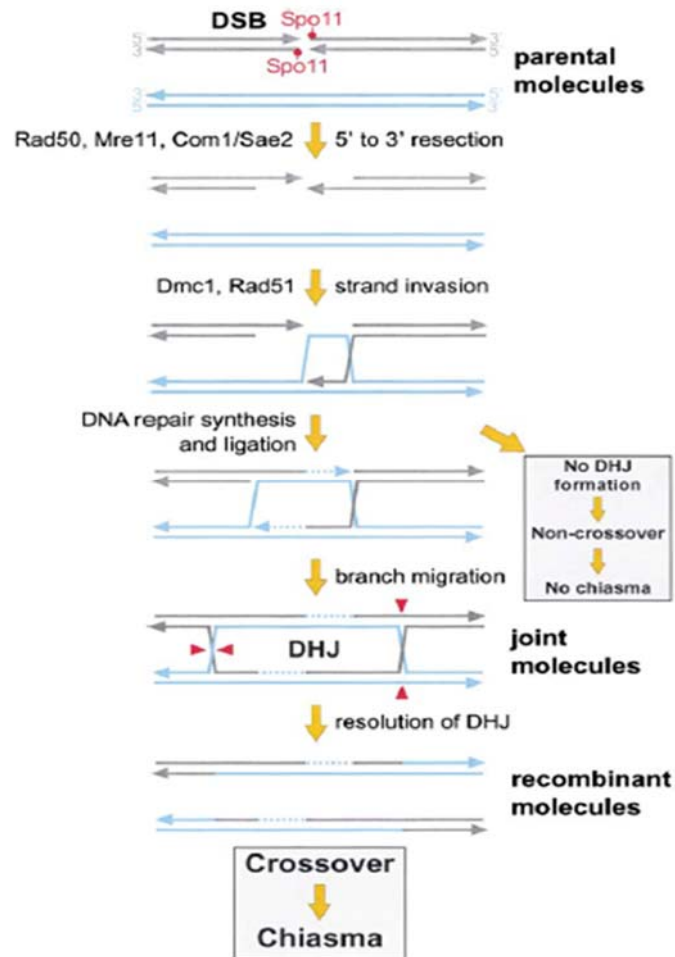 DSB
Spo11
Spo11
parental
molecules
Rad50, Mre11, Com1/Sae2
5' to 3' resection
Dmc1, Rad51
strand invasion
DNA repair synthesis
and ligation
No DHJ
formation
Non-crossover
No chiasma
branch migration
DHJ
joint
molecules
resolution of DHJ
recombinant
molecules
Crossover
Chiasma